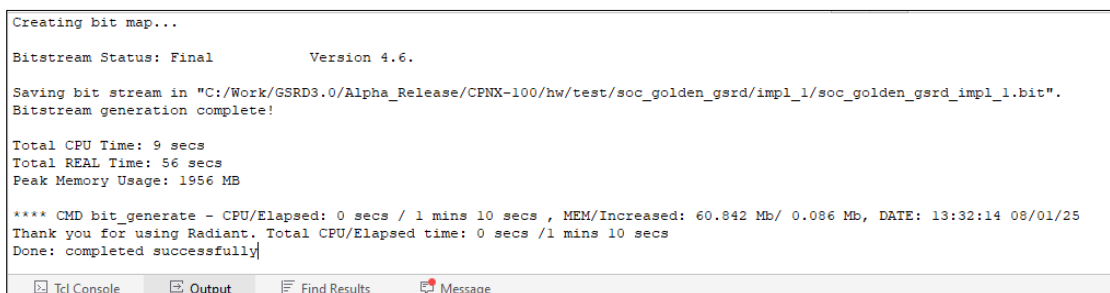 Creating bit map...
Bitstream Status: Final Version 4.6.
Saving bit stream in "C:/Work/GSRD3.0/Alpha_Release/CPNX-100/hw/test/soc_golden_gsrd/impl_1/soc_golden_gsrd_impl_1.bit".
Bitstream generation complete!
Total CPU Time: 9 secs
Total REAL Time: 56 secs
Peak Memory Usage: 1956 MB
**** CMD bit_generate - CPU/Elapsed: 0 secs / 1 mins 10 secs , MEM/Increased: 60.842 Mb/ 0.086 Mb, DATE: 13:32:14 08/01/25
Thank you for using Radiant. Total CPU/Elapsed time: 0 secs /1 mins 10 secs
Done: completed successfully
Tcl Console Output Find Results Message